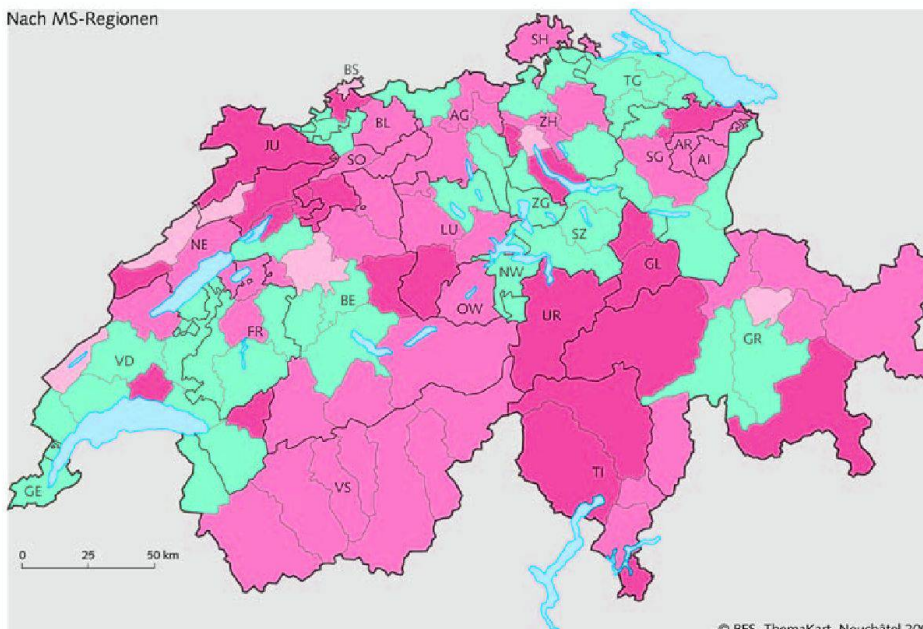 Nach MS-Regionen
SH
BS
TG
BL
AG
ZH
JU
SO
SG
AR
AI
ZG
NE
LU
SZ
GL
NW
BE
OW
UR
FR
GR
VD
TI
VS
GE
0 25 50 km
© BFS, ThemaKart, Neuchâtel